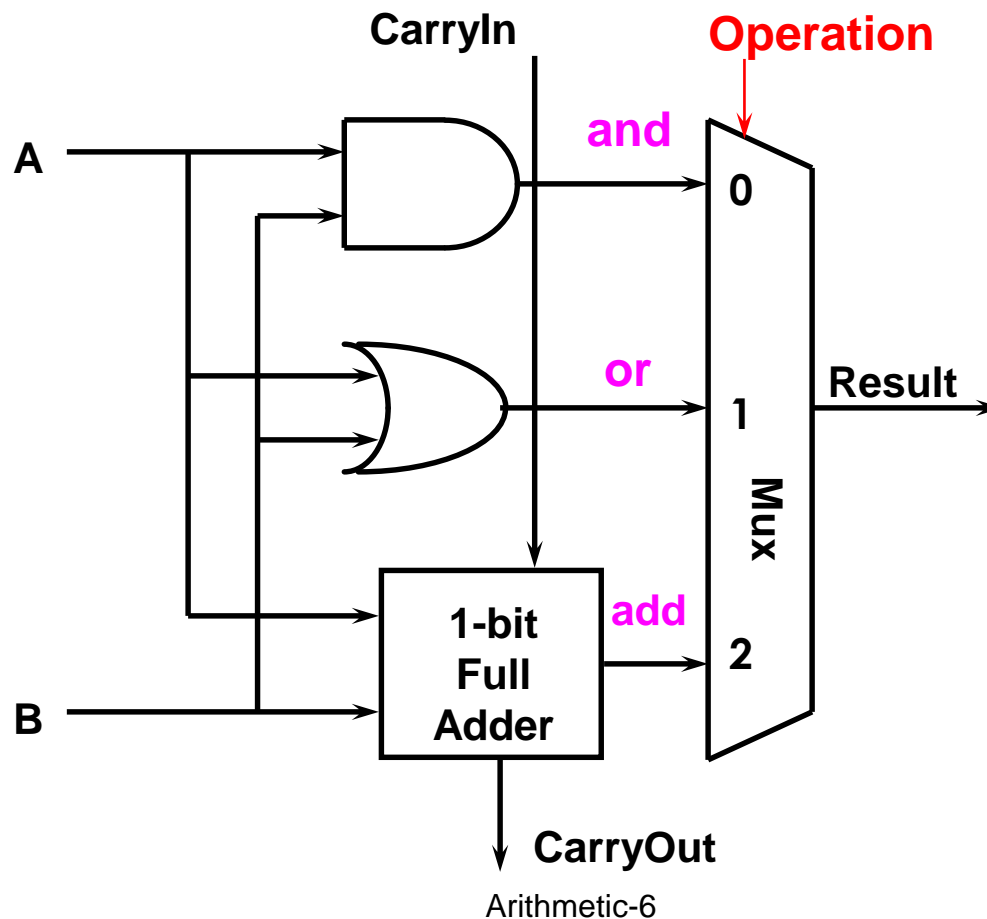 CarryIn
Operation
A
and
0
or
1
Result
Mux
1-bit
Full
Adder
add
2
B
CarryOut
Arithmetic-6